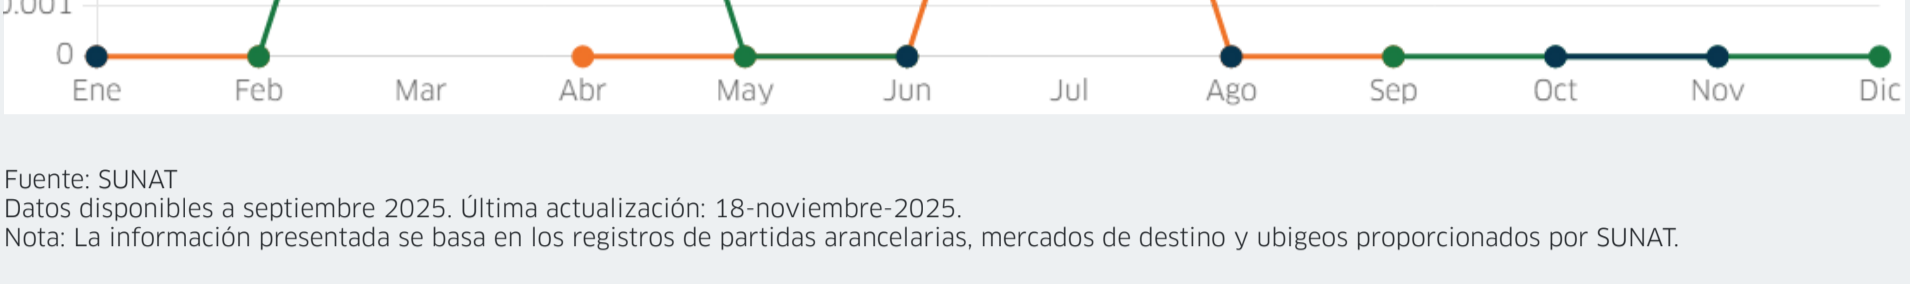 0.001
0
Ene Feb Mar Abr May Jun Jul Ago Sep Oct Nov Dic
Fuente: SUNAT
Datos disponibles a septiembre 2025. Última actualización: 18-noviembre-2025.
Nota: La información presentada se basa en los registros de partidas arancelarias, mercados de destino y ubigeos proporcionados por SUNAT.